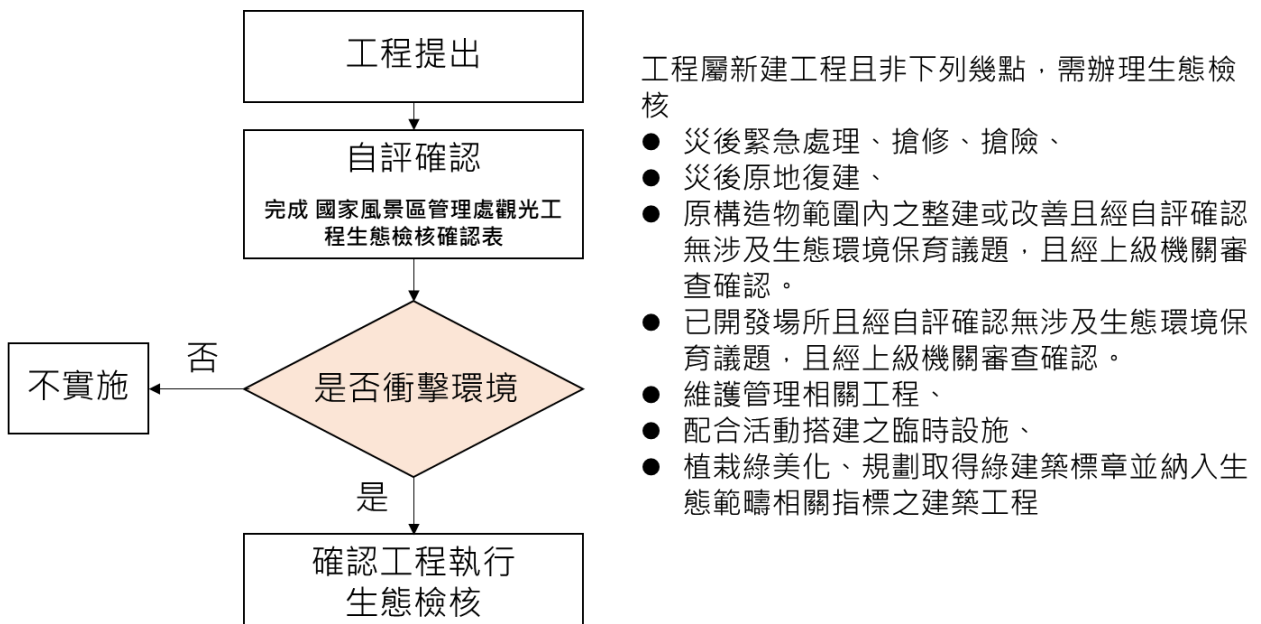 工程提出
自評確認
完成 國家風景區管理處觀光工
程生態檢核確認表
是否衝擊環境
否
不實施
是
確認工程執行
生態檢核
工程屬新建工程且非下列幾點，需辦理生態檢
核
● 災後緊急處理、搶修、搶險、
● 災後原地復建、
● 原構造物範圍內之整建或改善且經自評確認
無涉及生態環境保育議題，且經上級機關審
查確認。
● 已開發場所且經自評確認無涉及生態環境保
育議題，且經上級機關審查確認。
● 維護管理相關工程、
● 配合活動搭建之臨時設施、
● 植栽綠美化、規劃取得綠建築標章並納入生
態範疇相關指標之建築工程